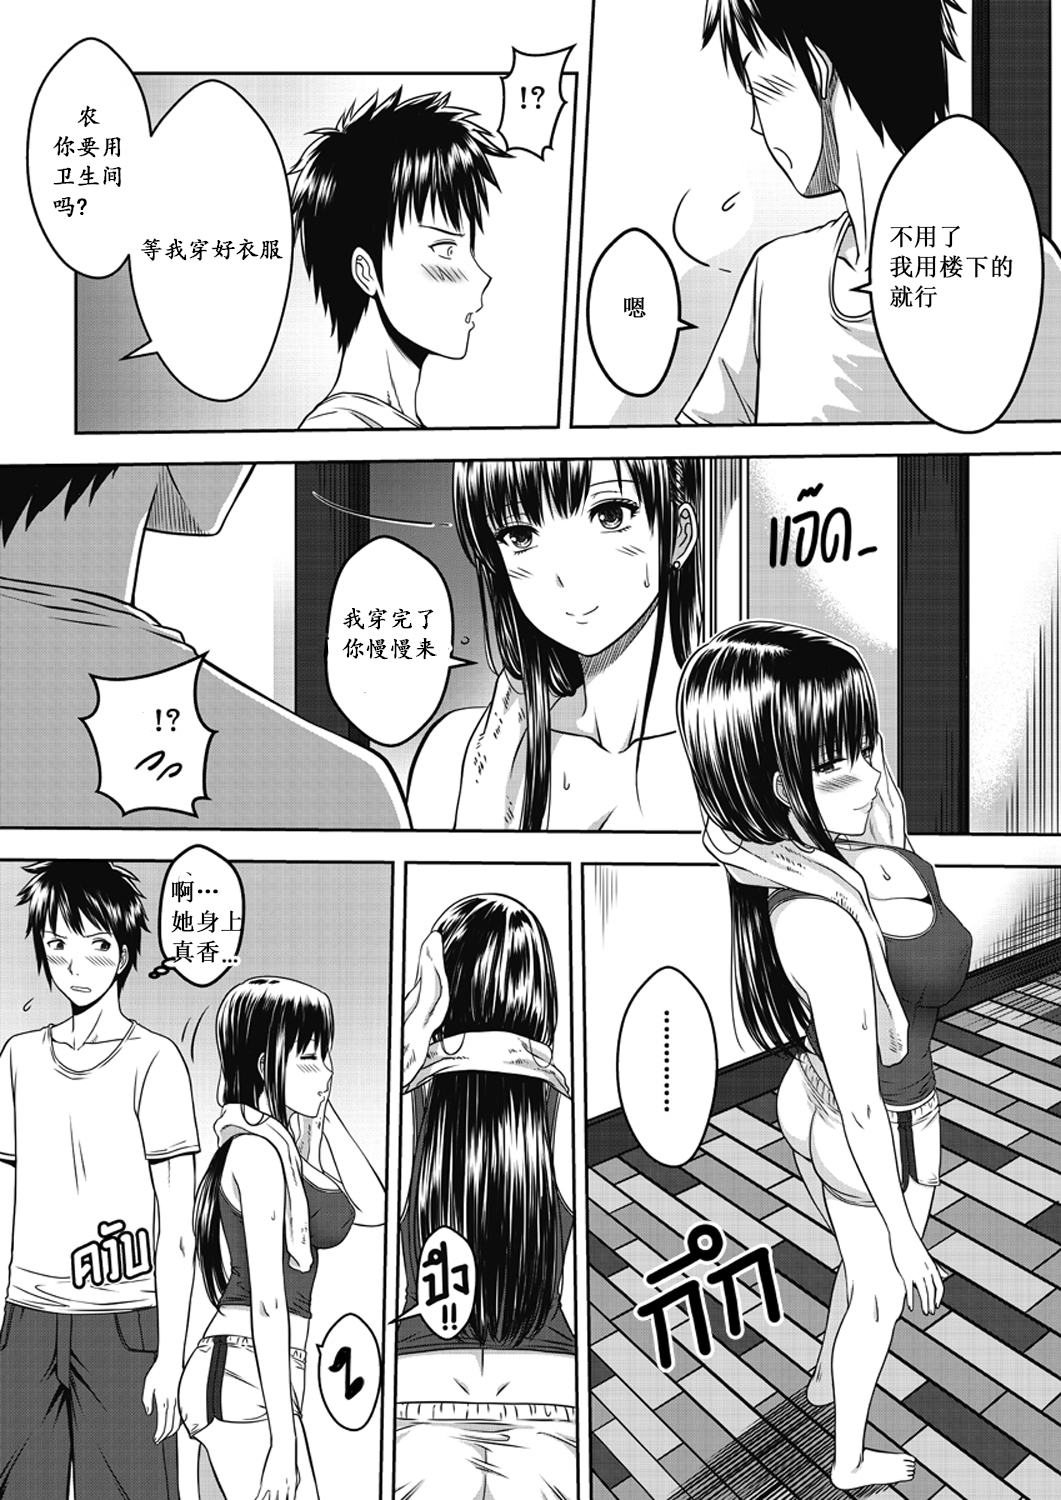 农
你要用
卫生间
吗?
等我穿好衣服
!?
不用了
我用楼下的
就行
嗯
แอ๊ด~
我穿完了
你慢慢来
!?
啊…
她身上
真香…
ครับ
ปึ๋ง!!
…………
กึ๋ก